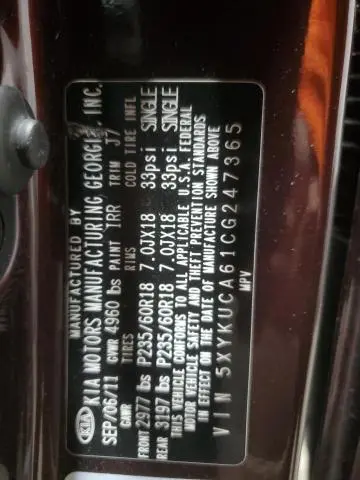 MANUFACTURED BY
KIA KIA MOTORS MANUFACTURING GEORGIA, INC.
SEP/06/11 GVWR 4960 lbs PAINT IRR TRIM J7
GAWR TIRES RIMS COLD TIRE INFL
FRONT 2977 lbs P235/60R18 7.0JX18 33psi SINGLE
REAR 3197 lbs P235/60R18 7.0JX18 33psi SINGLE
THIS VEHICLE CONFORMS TO ALL APPLICABLE U.S.A. FEDERAL
MOTOR VEHICLE SAFETY AND THEFT PREVENTION STANDARDS
IN EFFECT ON THE DATE OF MANUFACTURE SHOWN ABOVE
VIN 5XYKUCA61CG247365
MPV